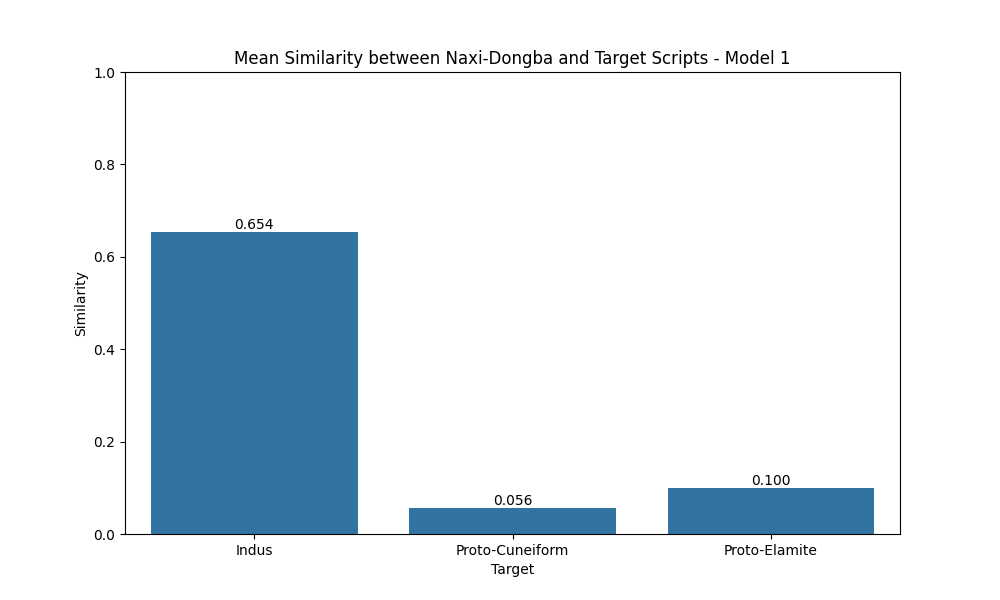 Mean Similarity between Naxi-Dongba and Target Scripts - Model 1
1.0
0.8
0.6
0.4
0.2
0.0
Similarity
0.654
0.056
0.100
Indus
Proto-Cuneiform
Proto-Elamite
Target